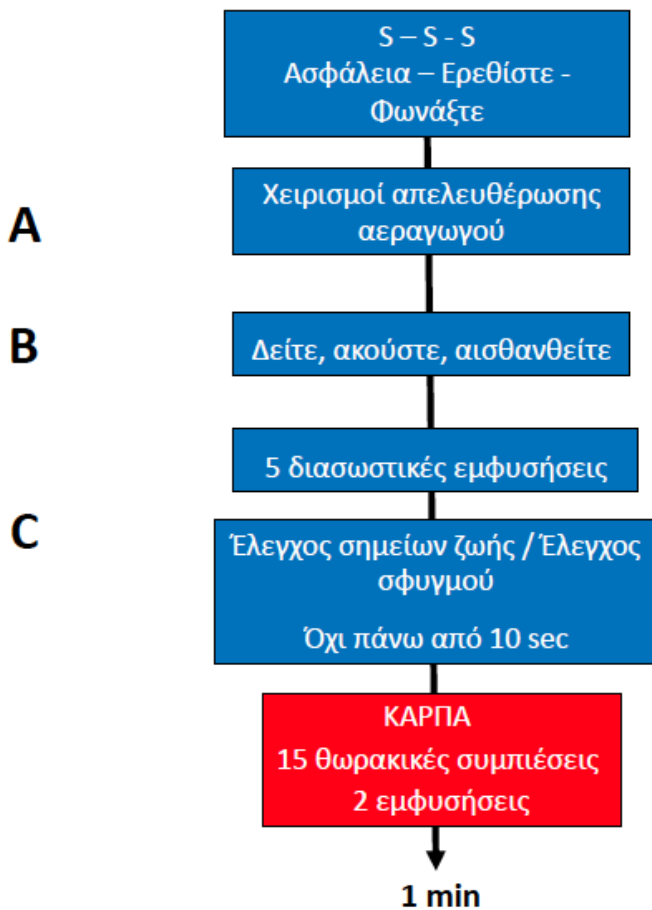 S – S - S
Ασφάλεια – Ερεθίστε -
Φωνάξτε
A
Χειρισμοί απελευθέρωσης
αεραγωγού
B
Δείτε, ακούστε, αισθανθείτε
5 διασωστικές εμφυσήσεις
C
Έλεγχος σημείων ζωής / Έλεγχος
σφυγμού
Όχι πάνω από 10 sec
ΚΑΡΠΑ
15 θωρακικές συμπιέσεις
2 εμφυσήσεις
1 min